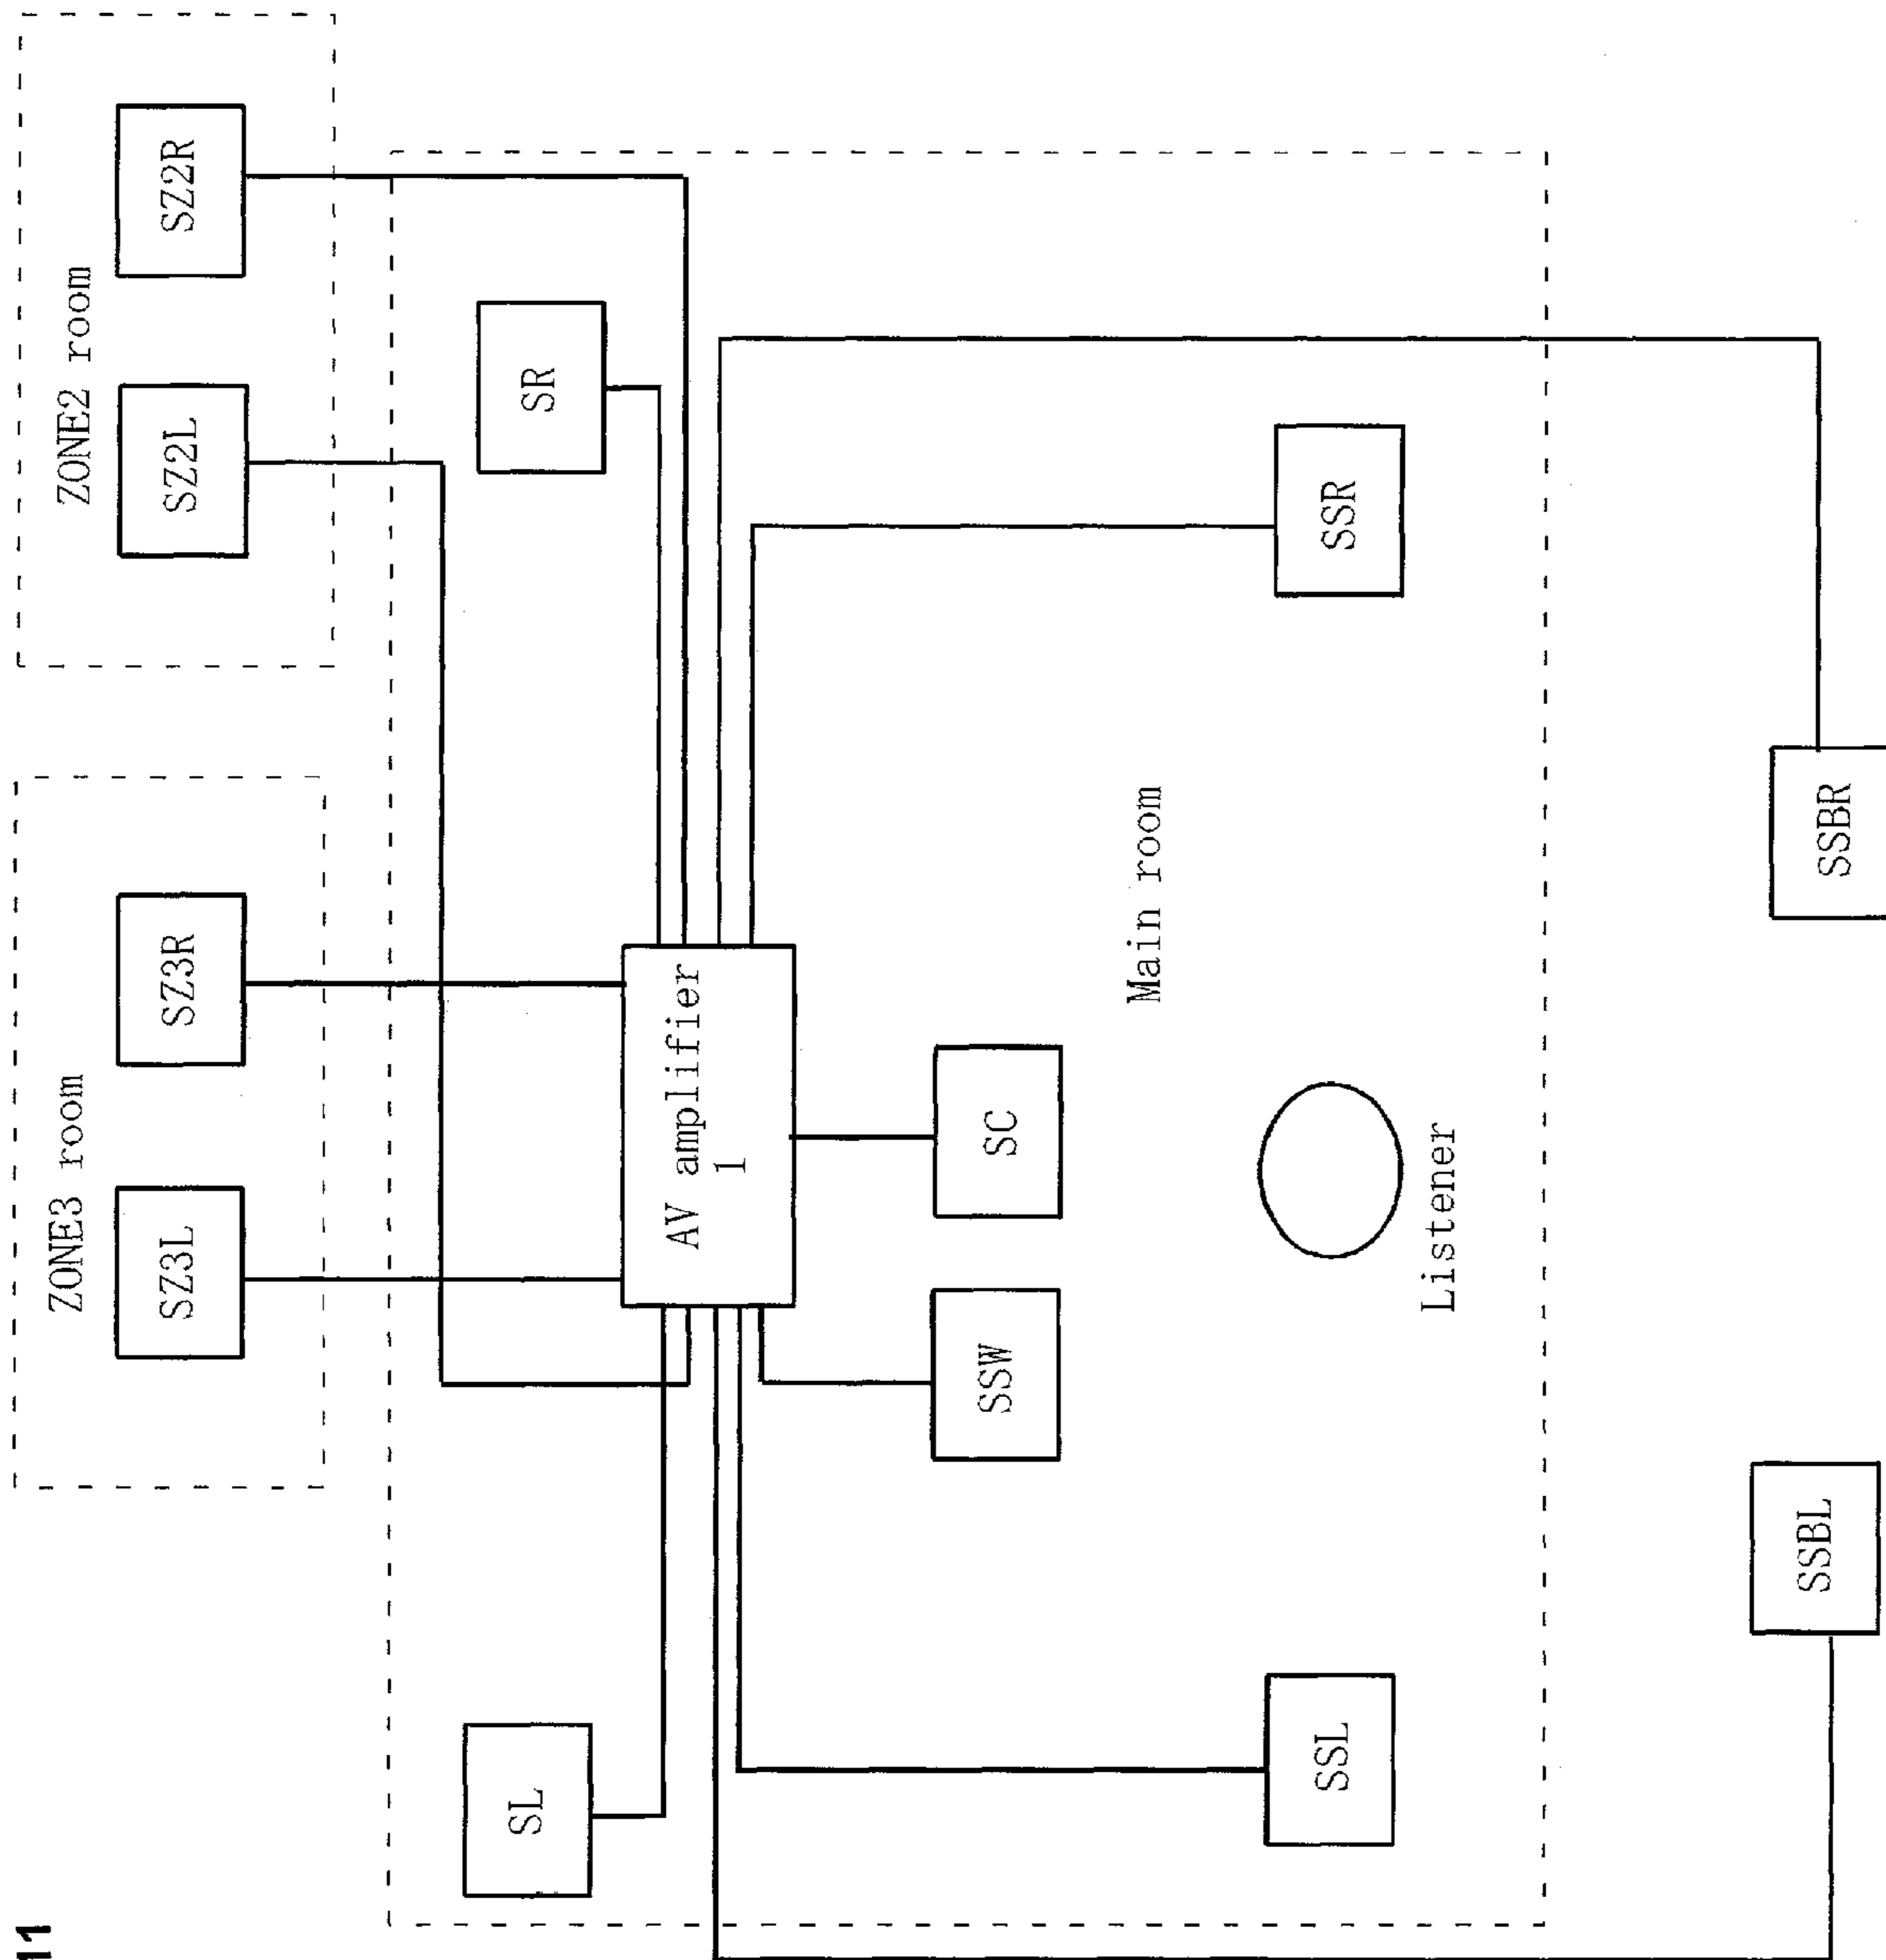 11
ZONE3 room
ZONE2 room
SZ3L
SZ3R
SZ2L
SZ2R
SL
SR
AV amplifier
1
SSW
SC
Main room
SSL
Listener
SSR
SSBL
SSBR